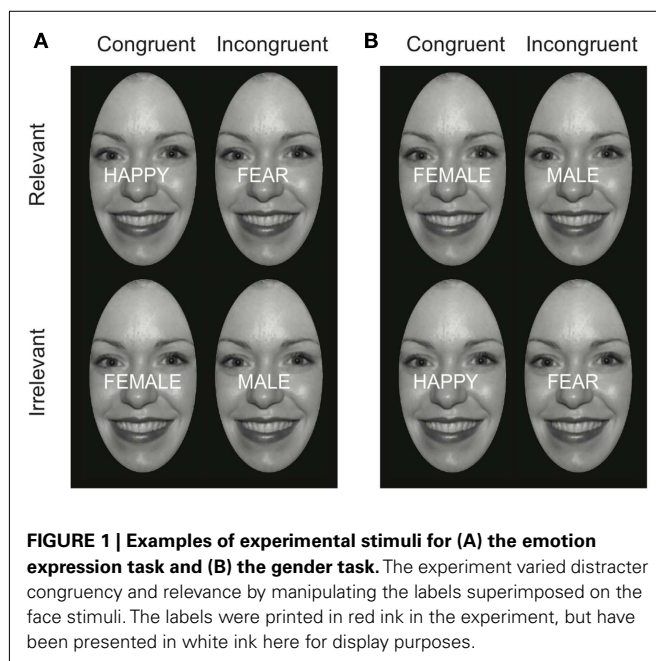 A Congruent Incongruent B Congruent Incongruent
Relevant
HAPPY FEAR FEMALE MALE
Irrelevant
FEMALE MALE HAPPY FEAR
FIGURE 1 | Examples of experimental stimuli for (A) the emotion
expression task and (B) the gender task. The experiment varied distracter
congruency and relevance by manipulating the labels superimposed on the
face stimuli. The labels were printed in red ink in the experiment, but have
been presented in white ink here for display purposes.